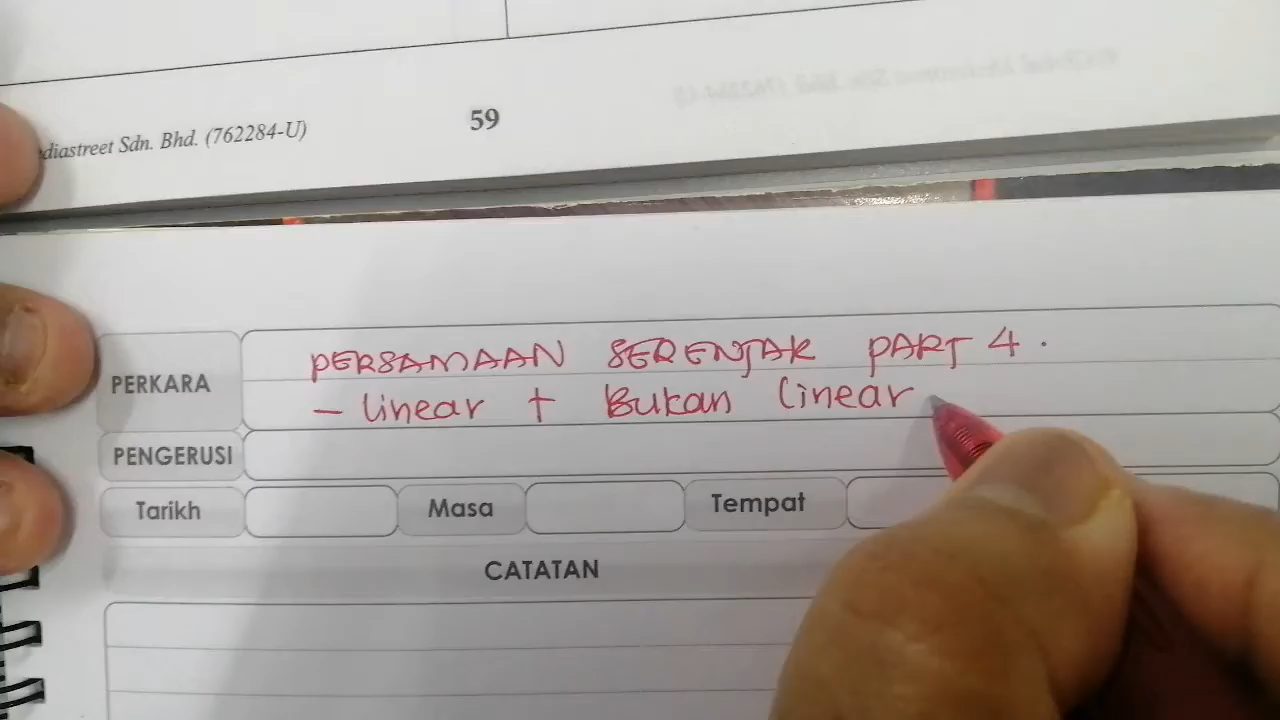 diastreet Sdn. Bhd. (762284-U)
59
PERKARA
PERSAMAAN SERENTAK PART 4.
- linear + Bukan linear
PENGERUSI
Tarikh
Masa
Tempat
CATATAN